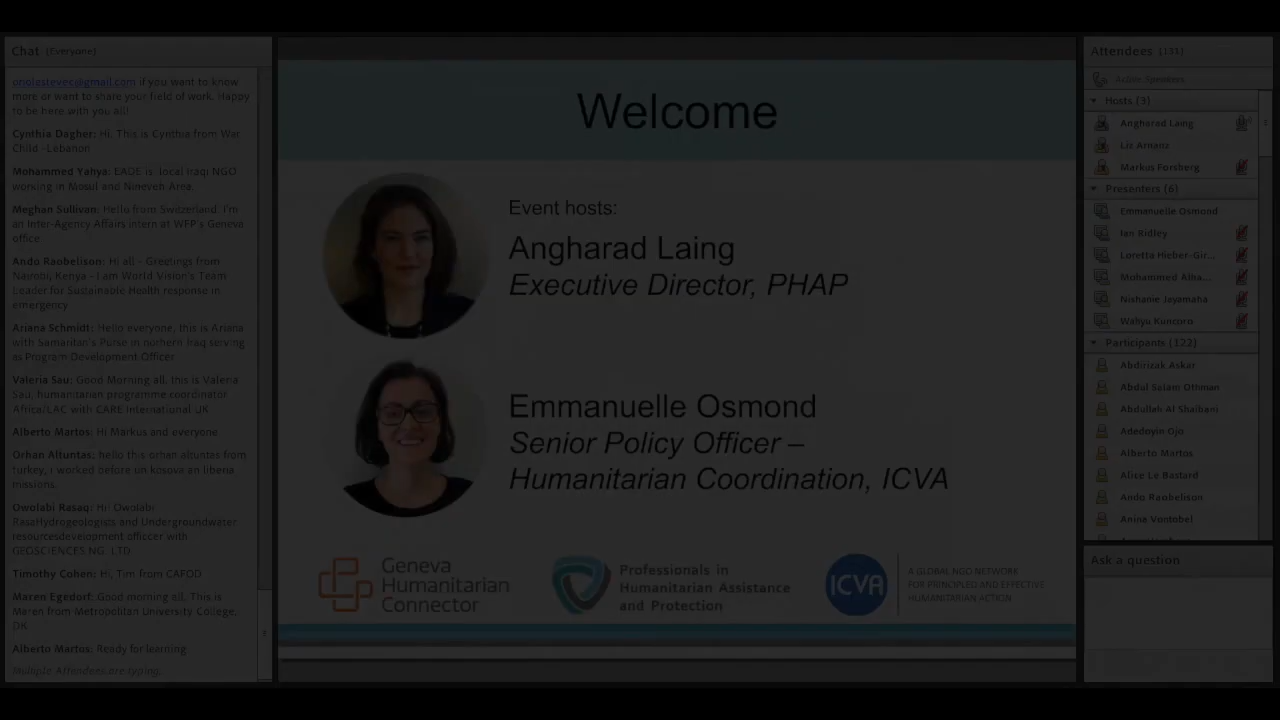 Chat (Everyone)
onolestevee@gmail.com if you want to know
more or want to share your field of work. Happy
to be here with you all!
Cynthia Dagher: Hi, This is Cynthia from War
Child -Lebanon
Mohammed Yahya: EADE is local Iraqi NGO
working in Mosul and Nineveh Area.
Meghan Sullivan: Hello from Switzerland! I'm
an Inter-Agency Affairs intern at WFP's Geneva
office
Ando Raobelison: Hi all - Greetings from
Nairobi, Kenya - I am World Vision's Team
Leader for Sustainable Health response in
emergency
Ariana Schmidt: Hello everyone, this is Ariana
with Samaritan's Purse in nothern Iraq serving
as Program Development Officer
Valeria Sau: Good Morning all, this is Valeria
Sau, humanitarian programme coordinator
Africa/LAC with CARE International UK
Alberto Martos: Hi Markus and everyone
Orhan Altuntas: hello this orhan altuntas from
turkey, i worked before un kosova an liberia
missions.
Owolabi Rasaq: Hi! Owolabi
RasaHydrogeologists and Undergroundwater
resourcesdevelopment officcer with
GEOSCIENCES NG. LTD
Timothy Cohen: Hi, Tim from CAFOD
Maren Egedorf: Good morning all, This is
Maren from Metropolitan University College,
DK
Alberto Martos: Ready for learning
Multiple Attendees are typing.
Welcome
Event hosts:
Angharad Laing
Executive Director, PHAP
Emmanuelle Osmond
Senior Policy Officer –
Humanitarian Coordination, ICVA
Geneva
Humanitarian
Connector
Professionals in
Humanitarian Assistance
and Protection
ICVA
A GLOBAL NGO NETWORK
FOR PRINCIPLED AND EFFECTIVE
HUMANITARIAN ACTION
Attendees (131)
Active Speakers
Hosts (3)
Angharad Laing
Liz Arnanz
Markus Forsberg
Presenters (6)
Emmanuelle Osmond
Ian Ridley
Loretta Hieber-Gir...
Mohammed Alha...
Nishanie Jayamaha
Wahyu Kuncoro
Participants (122)
Abdirizak Askar
Abdul Salam Othman
Abdullah Al Shaibani
Adedoyin Ojo
Alberto Martos
Alice Le Bastard
Ando Raobelison
Anina Vontobel
Ask a question